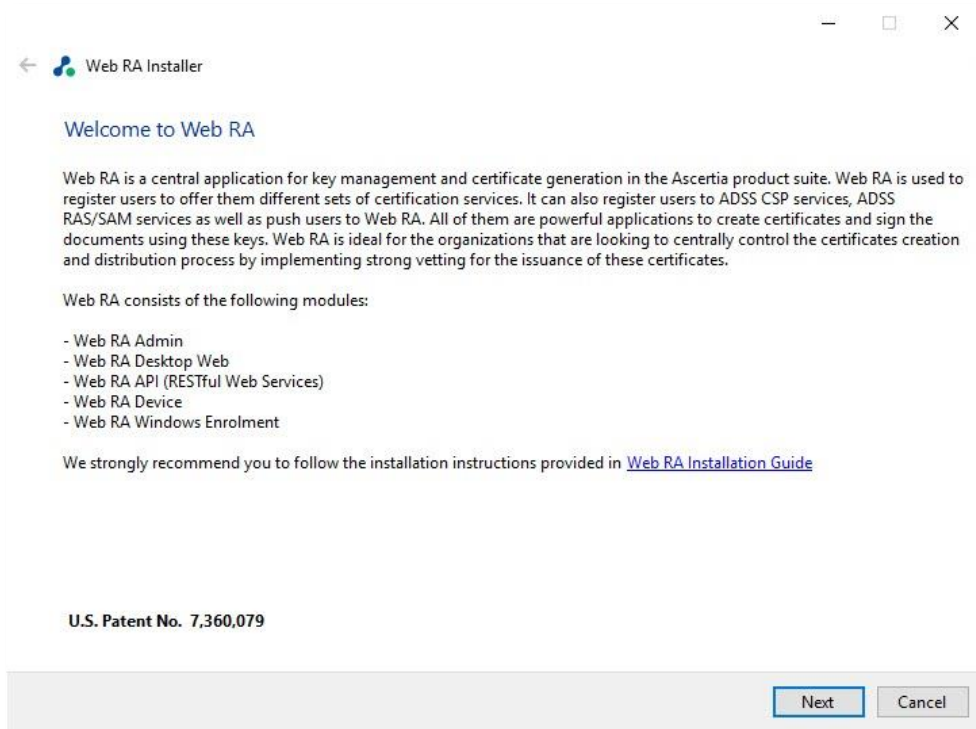 Web RA Installer
Welcome to Web RA
Web RA is a central application for key management and certificate generation in the Ascertia product suite. Web RA is used to
register users to offer them different sets of certification services. It can also register users to ADSS CSP services, ADSS
RAS/SAM services as well as push users to Web RA. All of them are powerful applications to create certificates and sign the
documents using these keys. Web RA is ideal for the organizations that are looking to centrally control the certificates creation
and distribution process by implementing strong vetting for the issuance of these certificates.
Web RA consists of the following modules:
- Web RA Admin
- Web RA Desktop Web
- Web RA API (RESTful Web Services)
- Web RA Device
- Web RA Windows Enrolment
We strongly recommend you to follow the installation instructions provided in Web RA Installation Guide
U.S. Patent No. 7,360,079
Next Cancel